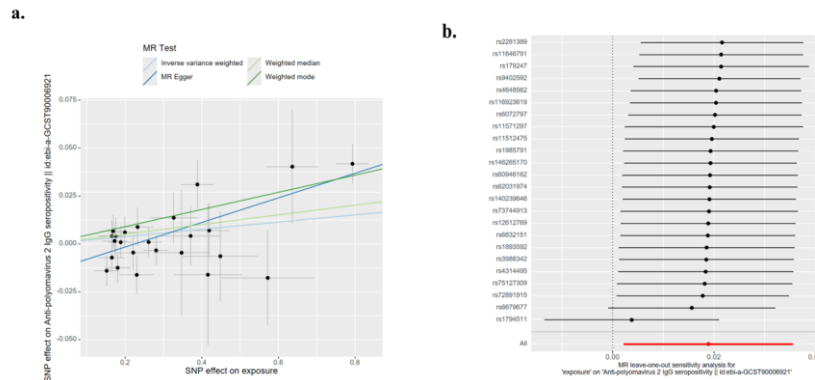 a.
MR Test
Inverse variance weighted
Weighted median
MR Egger
Weighted mode
SNP effect on Anti-polyomavirus 2 IgG seropositivity || id:ebi-a-GCST90006921
0.075
0.050
0.025
0.000
-0.025
-0.050
0.2
0.4
0.6
0.8
SNP effect on exposure
b.
rs2281389
rs11646791
rs179247
rs9402592
rs4648562
rs116923619
rs6072797
rs11571297
rs11512475
rs1985791
rs146265170
rs60946162
rs62031974
rs140239646
rs73744913
rs12612769
rs6832151
rs1893592
rs3988342
rs4314495
rs75127309
rs72891915
rs6679677
rs1794511
All
0.00
0.02
MR leave-one-out sensitivity analysis for
'exposure' on 'Anti-polyomavirus 2 IgG seropositivity || id:ebi-a-GCST90006921'